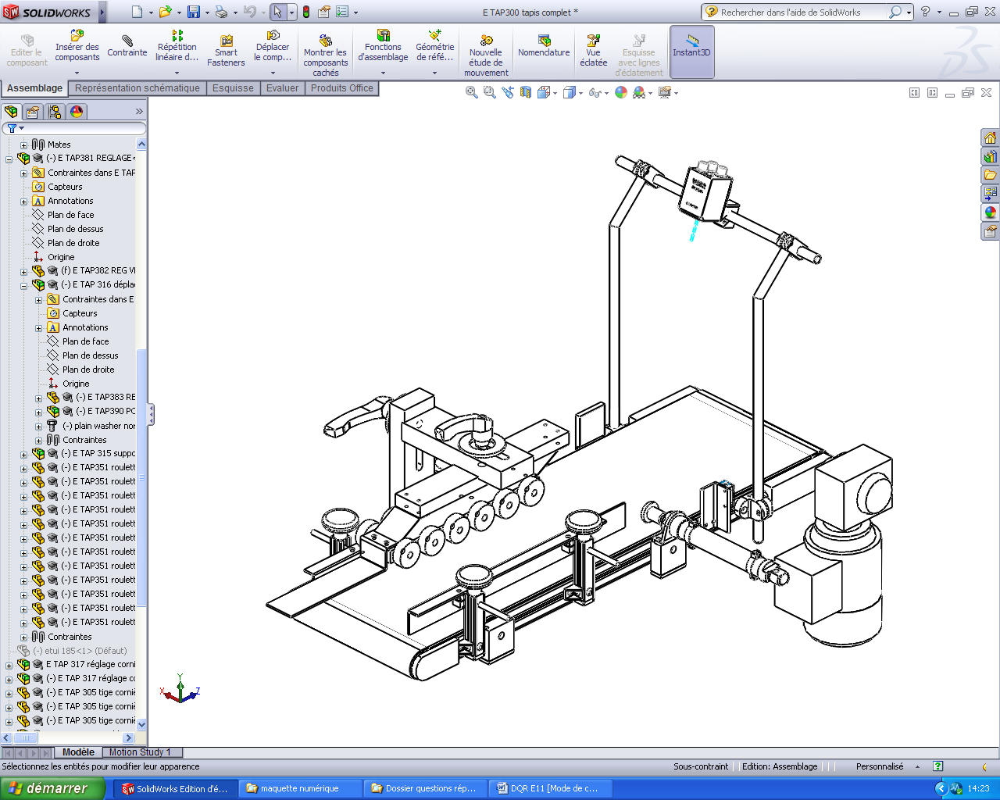 SOLIDWORKS
E TAP300 tapis complet *
Rechercher dans l'aide de SolidWorks
Editer le composant
Insérer des composants
Contrainte
Répétition linéaire d...
Smart Fasteners
Déplacer le comp...
Montrer les composants cachés
Fonctions d'assemblage
Géométrie de réfé...
Nouvelle étude de mouvement
Nomenclature
Vue éclatée
Esquisse avec lignes d'éclatement
Instant3D
Assemblage
Représentation schématique
Esquisse
Evaluer
Produits Office
Mates
(-) E TAP381 REGLAGE<
Contraintes dans E TAP
Capteurs
Annotations
Plan de face
Plan de dessus
Plan de droite
Origine
(f) E TAP382 REG VI
(-) E TAP 316 dépla
Contraintes dans E
Capteurs
Annotations
Plan de face
Plan de dessus
Plan de droite
Origine
(-) E TAP383 RE
(-) E TAP390 PO
(-) plain washer nor
Contraintes
(-) E TAP 315 suppo
(-) E TAP351 roulett
(-) E TAP351 roulett
(-) E TAP351 roulett
(-) E TAP351 roulett
(-) E TAP351 roulett
(-) E TAP351 roulett
(-) E TAP351 roulett
(-) E TAP351 roulett
(-) E TAP351 roulett
(-) E TAP351 roulett
(-) E TAP351 roulett
(-) E TAP351 roulett
Contraintes
(-) etui 185<1> (Défaut)
E TAP 317 réglage corni
(-) E TAP 317 réglage co
(-) E TAP 305 tige corniè
(-) E TAP 305 tige corniè
(-) E TAP 305 tige corniè
Y
X
Z
Modèle
Motion Study 1
Sélectionnez les entités pour modifier leur apparence
Sous-contraint
Edition: Assemblage
Personnalisé
démarrer
SolidWorks Edition d'é...
maquette numérique
Dossier questions rép...
DQR E11 [Mode de c...
14:23